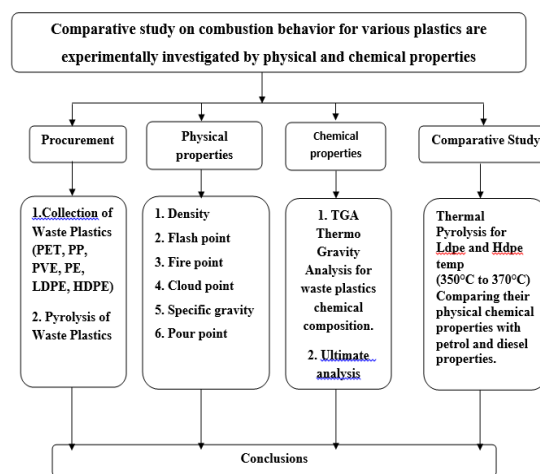 Comparative study on combustion behavior for various plastics are
experimentally investigated by physical and chemical properties
Procurement
Physical
properties
Chemical
properties
Comparative Study
1.Collection of
Waste Plastics
(PET, PP,
PVE, PE,
LDPE, HDPE)
2. Pyrolysis of
Waste Plastics
1. Density
2. Flash point
3. Fire point
4. Cloud point
5. Specific gravity
6. Pour point
1. TGA
Thermo
Gravity
Analysis for
waste plastics
chemical
composition.
2. Ultimate
analysis
Thermal
Pyrolysis for
Ldpe and Hdpe
temp
(350°C to 370°C)
Comparing their
physical chemical
properties with
petrol and diesel
properties.
Conclusions